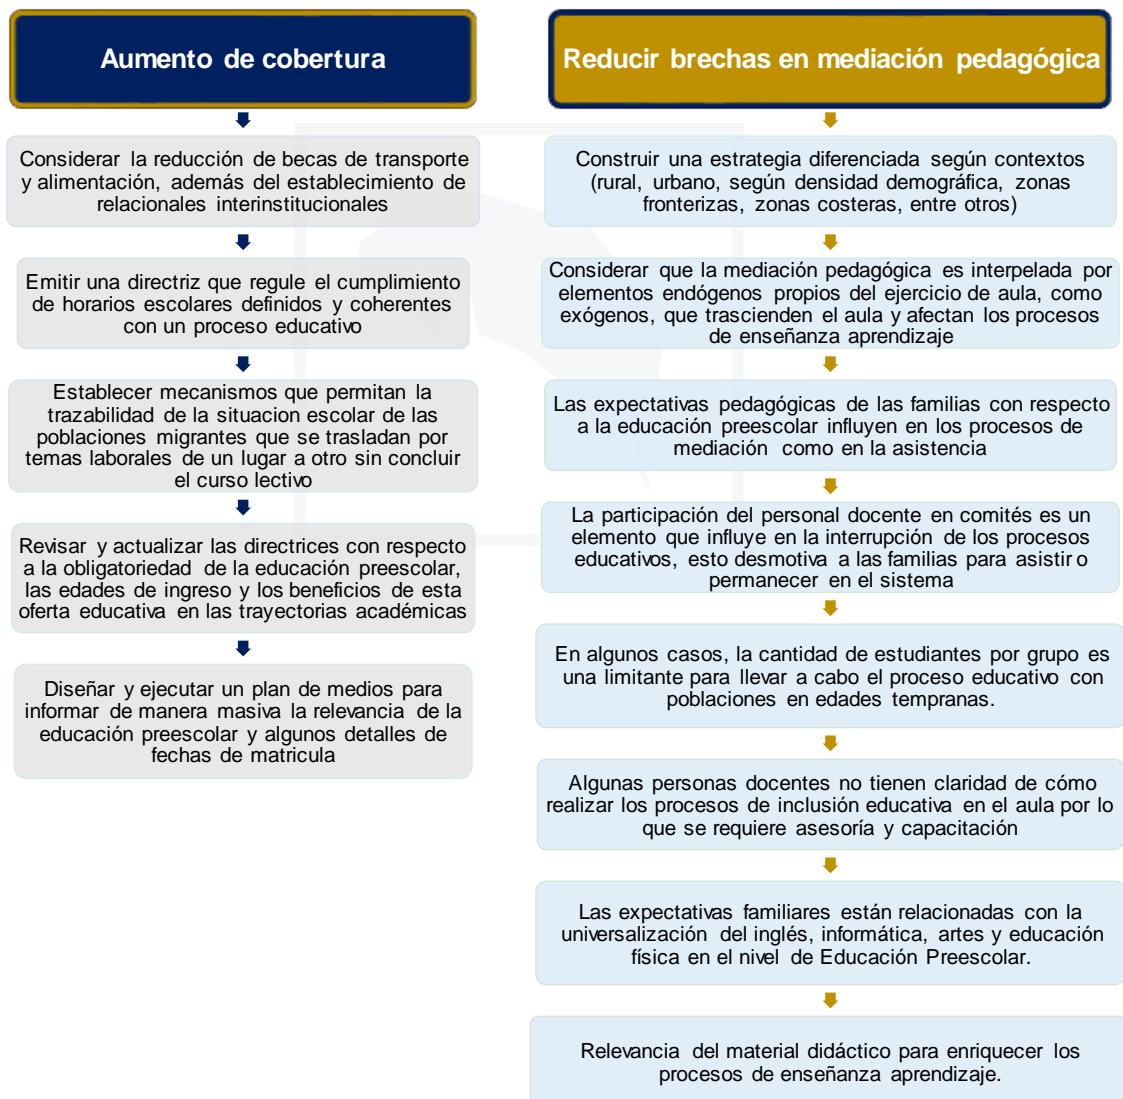 Aumento de cobertura
Considerar la reducción de becas de transporte
y alimentación, además del establecimiento de
relacionales interinstitucionales
Emitir una directriz que regule el cumplimiento
de horarios escolares definidos y coherentes
con un proceso educativo
Establecer mecanismos que permitan la
trazabilidad de la situacion escolar de las
poblaciones migrantes que se trasladan por
temas laborales de un lugar a otro sin concluir
el curso lectivo
Revisar y actualizar las directrices con respecto
a la obligatoriedad de la educación preescolar,
las edades de ingreso y los beneficios de esta
oferta educativa en las trayectorias académicas
Diseñar y ejecutar un plan de medios para
informar de manera masiva la relevancia de la
educación preescolar y algunos detalles de
fechas de matricula
Reducir brechas en mediación pedagógica
Construir una estrategia diferenciada según contextos
(rural, urbano, según densidad demográfica, zonas
fronterizas, zonas costeras, entre otros)
Considerar que la mediación pedagógica es interpelada por
elementos endógenos propios del ejercicio de aula, como
exógenos, que trascienden el aula y afectan los procesos
de enseñanza aprendizaje
Las expectativas pedagógicas de las familias con respecto
a la educación preescolar influyen en los procesos de
mediación como en la asistencia
La participación del personal docente en comités es un
elemento que influye en la interrupción de los procesos
educativos, esto desmotiva a las familias para asistir o
permanecer en el sistema
En algunos casos, la cantidad de estudiantes por grupo es
una limitante para llevar a cabo el proceso educativo con
poblaciones en edades tempranas.
Algunas personas docentes no tienen claridad de cómo
realizar los procesos de inclusión educativa en el aula por lo
que se requiere asesoría y capacitación
Las expectativas familiares están relacionadas con la
universalización del inglés, informática, artes y educación
física en el nivel de Educación Preescolar.
Relevancia del material didáctico para enriquecer los
procesos de enseñanza aprendizaje.